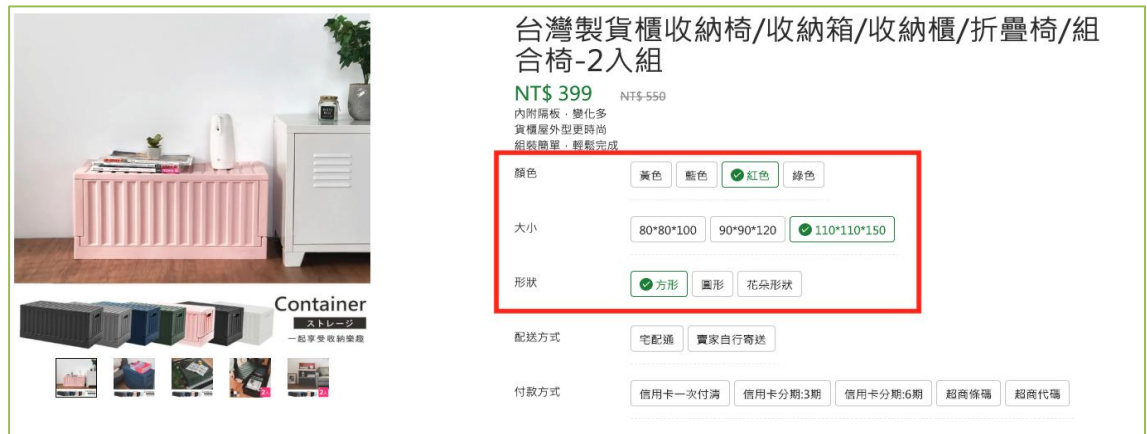 台灣製貨櫃收納椅/收納箱/收納櫃/折疊椅/組
合椅-2入組
NT$ 399 NT$ 550
內附隔板，變化多
貨櫃屋外型更時尚
組裝簡單，輕鬆完成
顏色 黃色 藍色 紅色 綠色
大小 80*80*100 90*90*120 110*110*150
形狀 方形 圓形 花朵形狀
配送方式 宅配通 賣家自行寄送
付款方式 信用卡一次付清 信用卡分期:3期 信用卡分期:6期 超商條碼 超商代碼
Container
ストレージ
一起享受收納樂趣